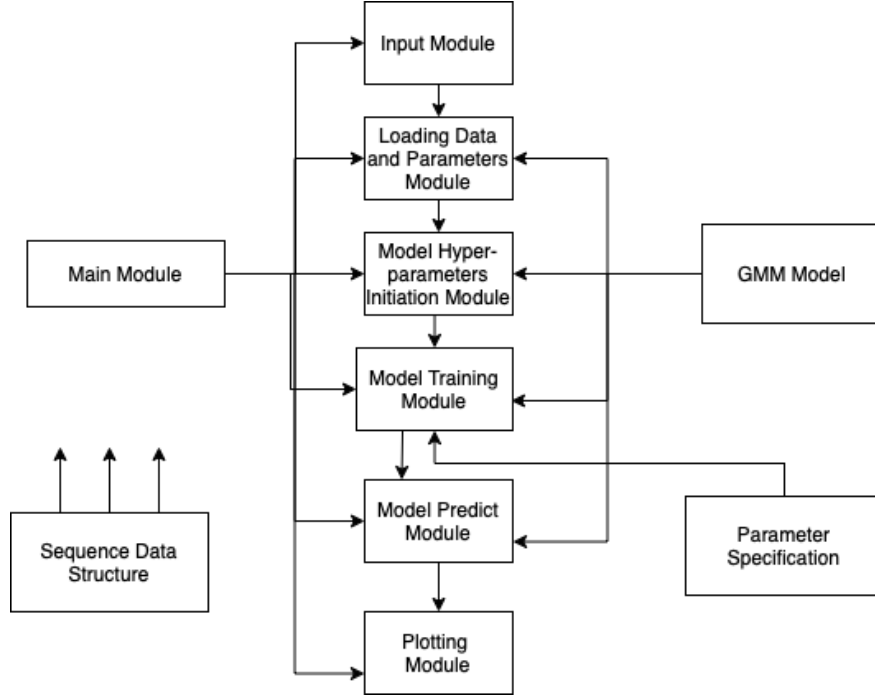 Input Module
Loading Data
and Parameters
Module
Main Module
Model Hyper-
parameters
Initiation Module
GMM Model
Model Training
Module
Sequence Data
Structure
Model Predict
Module
Parameter
Specification
Plotting
Module